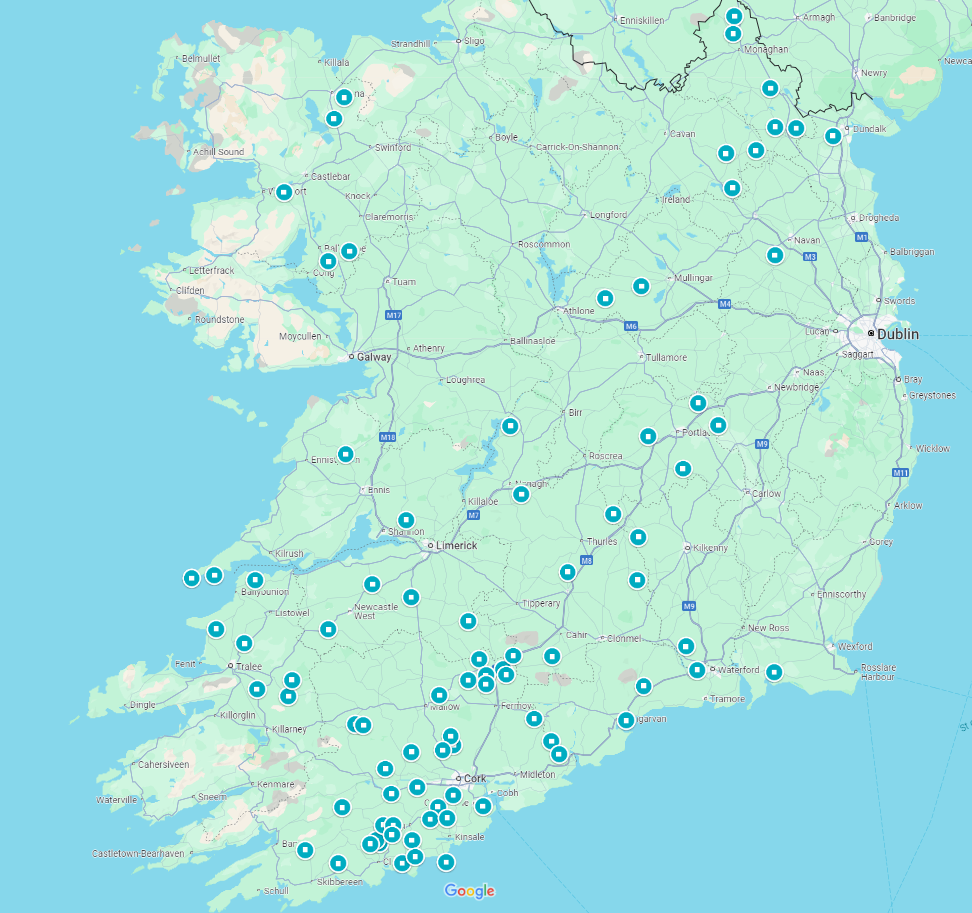 Enniskillen
Armagh
Banbridge
Strandhill
Sligo
Monaghan
Belmullet
Killala
Newry
Newca
Achill Sound
Swinford
Boyle
Carrick-On-Shannon
Cavan
Dundalk
Castlebar
Knock
Ireland
Claremorris
Longford
Drogheda
Roscommon
Navan
M1
Balbriggan
M3
Letterfrack
Cong
Clifden
Tuam
Mullingar
Swords
Roundstone
M17
Athlone
M4
M6
Moycullen
Athenry
Ballinasloe
Lucan
Dublin
Galway
Tullamore
Saggart
Loughrea
Naas
Newbridge
Bray
Greystones
Birr
M18
M9
Wicklow
Roscrea
M11
Ennis
Killaloe
Nenagh
Carlow
Arklow
M7
Shannon
Limerick
Thurles
Kilkenny
Gorey
Kilrush
M8
Ballybunion
Listowel
Newcastle
West
Tipperary
M9
Enniscorthy
New Ross
Cahir
Clonmel
Fenit
Tralee
Waterford
Wexford
Rosslare
Harbour
Dingle
Killorglin
Mallow
Fermoy
Tramore
Killarney
Cahersiveen
Cork
Midleton
Waterville
Sneem
Kenmare
Cobh
Kinsale
Castletown-Bearhaven
Skibbereen
Schull
Google